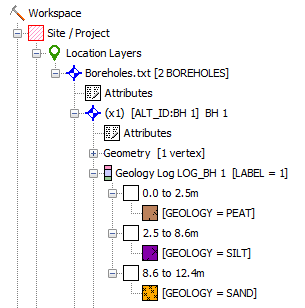 Workspace
Site / Project
Location Layers
Boreholes.txt [2 BOREHOLES]
Attributes
(x1) [ALT_ID:BH 1] BH 1
Attributes
Geometry [1 vertex]
Geology Log LOG_BH 1 [LABEL = 1]
0.0 to 2.5m
[GEOLOGY = PEAT]
2.5 to 8.6m
[GEOLOGY = SILT]
8.6 to 12.4m
[GEOLOGY = SAND]